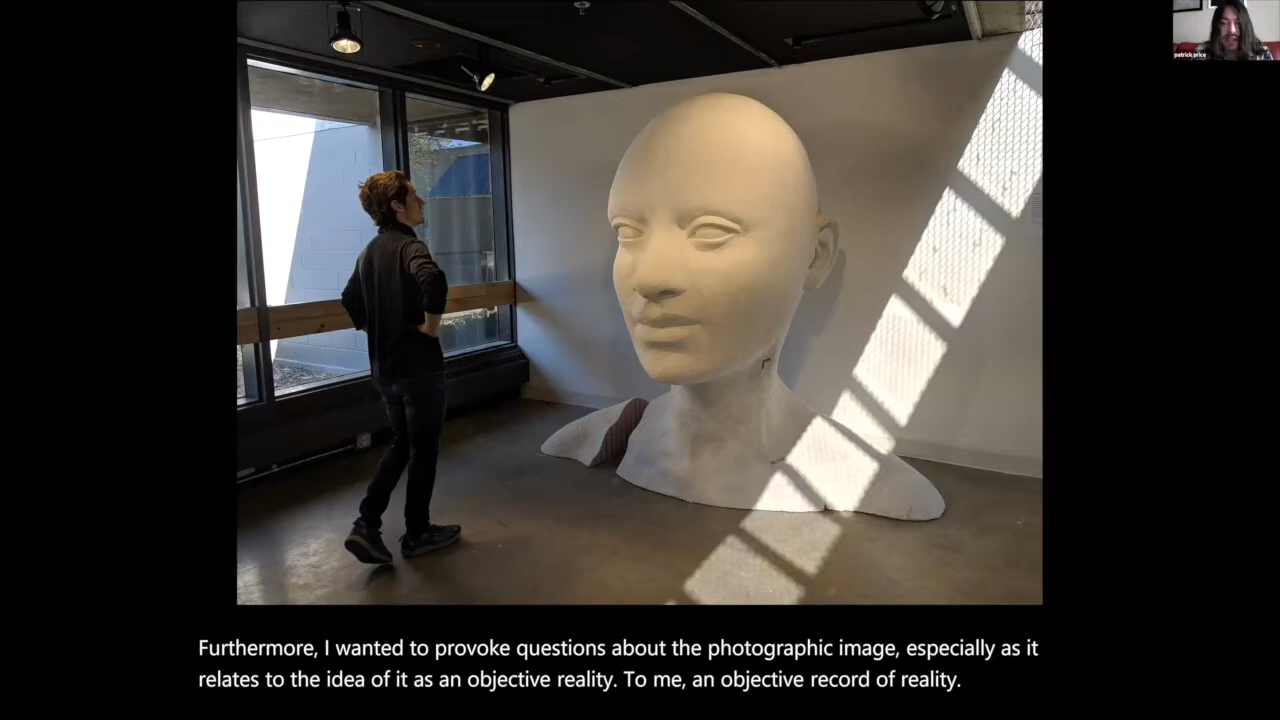 patrick price
Furthermore, I wanted to provoke questions about the photographic image, especially as it
relates to the idea of it as an objective reality. To me, an objective record of reality.